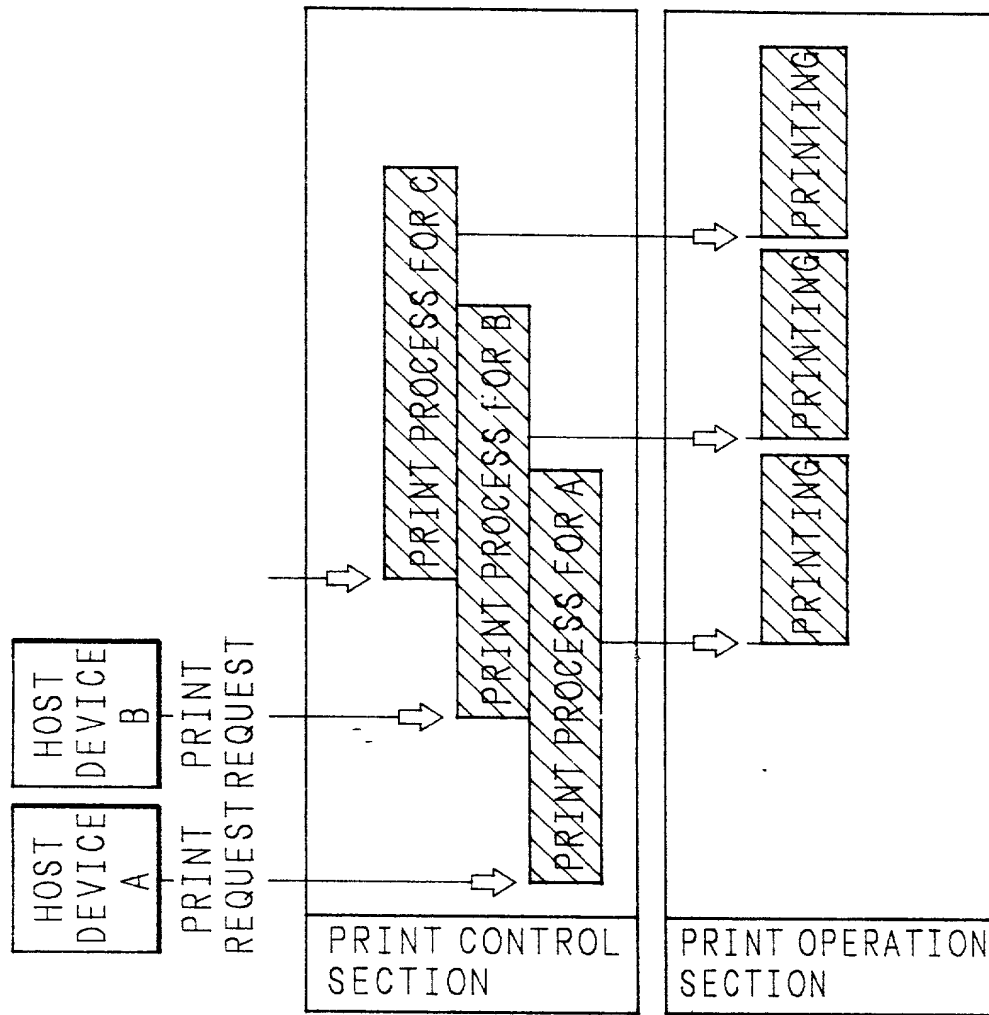 HOST
DEVICE
A
HOST
DEVICE
B
PRINT
REQUEST
PRINT
REQUEST
PRINT CONTROL
SECTION
PRINT PROCESS FOR C
PRINT PROCESS FOR B
PRINT PROCESS FOR A
PRINT OPERATION
SECTION
PRINTING
PRINTING
PRINTING